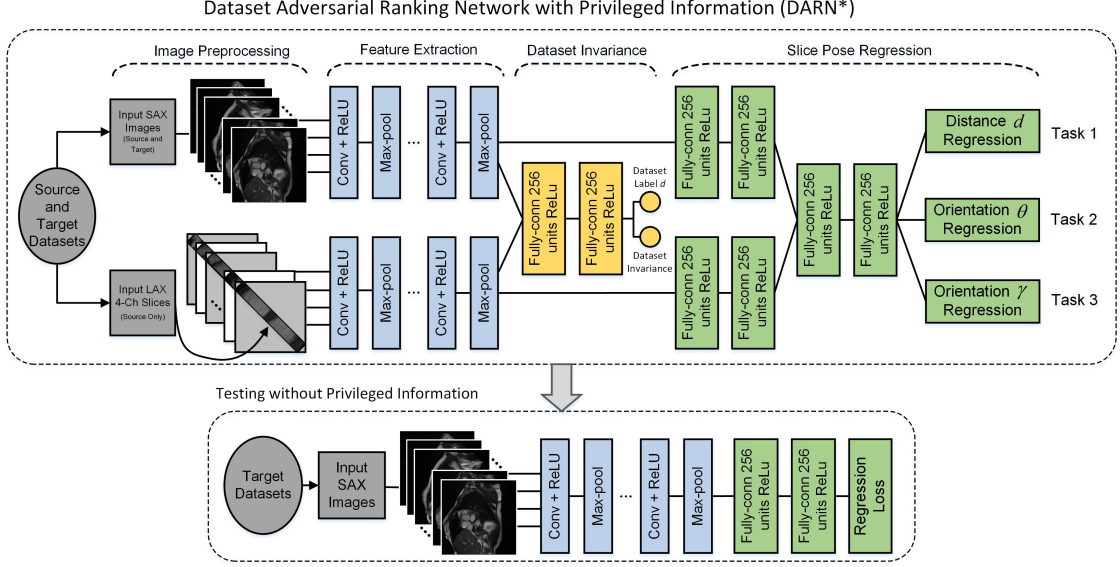 Dataset Adversarial Ranking Network with Privileged Information (DARN*)
Image Preprocessing
Feature Extraction
Dataset Invariance
Slice Pose Regression
Source
and
Target
Datasets
Input SAX
Images
(Source and
Target)
Input LAX
4-Ch Slices
(Source Only)
Conv + ReLU
Max-pool
...
Conv + ReLU
Max-pool
Conv + ReLU
Max-pool
...
Conv + ReLU
Max-pool
Fully-conn 256
units ReLu
Fully-conn 256
units ReLu
Dataset
Label d
Dataset
Invariance
Fully-conn 256
units ReLu
Fully-conn 256
units ReLu
Fully-conn 256
units ReLu
Fully-conn 256
units ReLu
Fully-conn 256
units ReLu
Fully-conn 256
units ReLu
Distance d
Regression
Task 1
Orientation θ
Regression
Task 2
Orientation γ
Regression
Task 3
Testing without Privileged Information
Target
Datasets
Input
SAX
Images
Conv + ReLU
Max-pool
...
Conv + ReLU
Max-pool
Fully-conn 256
units ReLu
Fully-conn 256
units ReLu
Regression
Loss